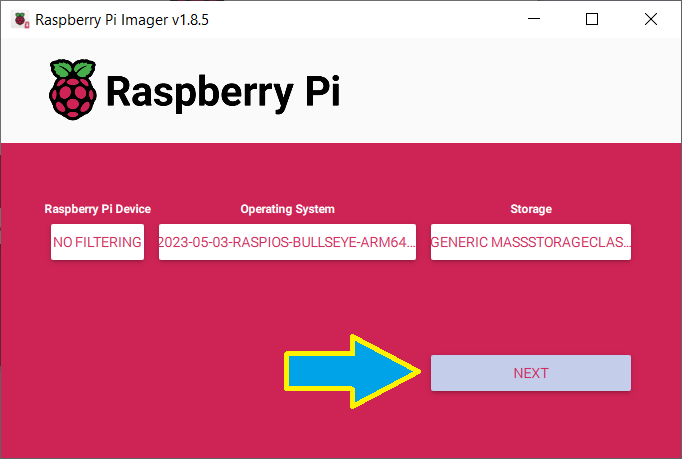 Raspberry Pi Imager v1.8.5
Raspberry Pi
Raspberry Pi Device
Operating System
Storage
NO FILTERING
2023-05-03-RASPIOS-BULLSEYE-ARM64...
GENERIC MASSSTORAGECLAS...
NEXT